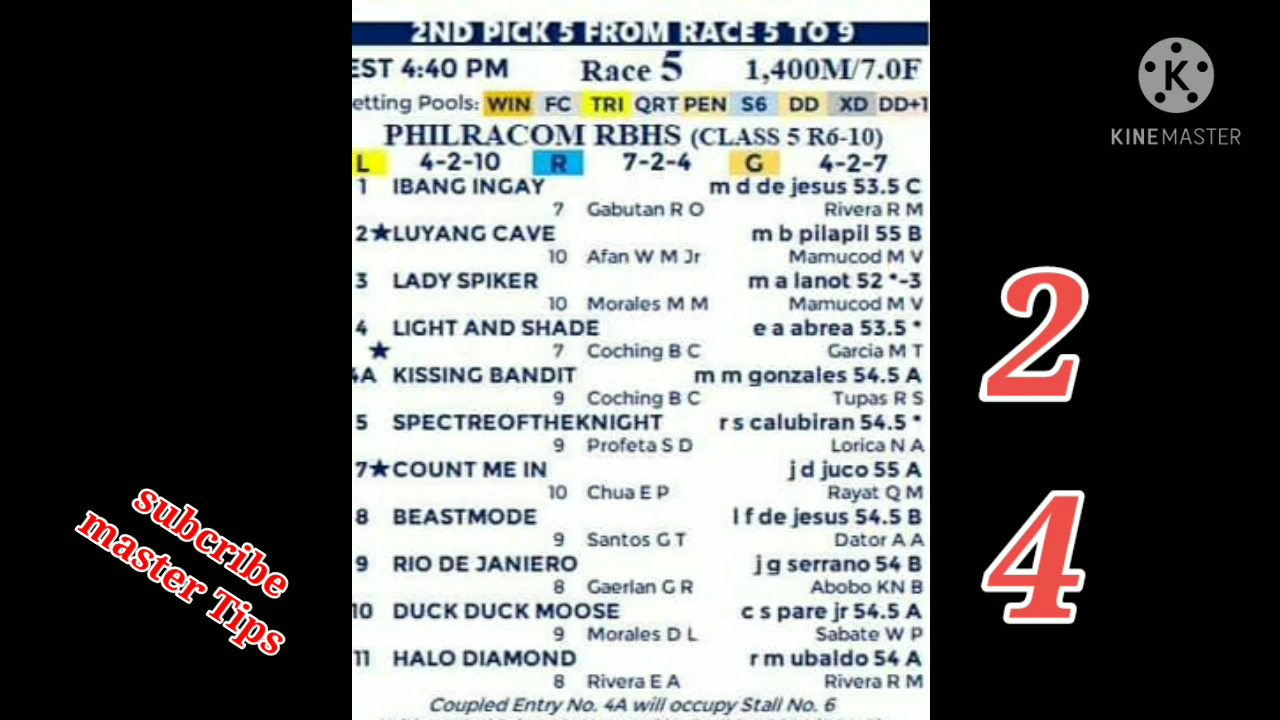 2ND PICK 5 FROM RACE 5 TO 9
EST 4:40 PM Race 5 1,400M/7.0F
etting Pools: WIN FC TRI QRT PEN S6 DD XD DD+1
PHILRACOM RBHS (CLASS 5 R6-10)
L 4-2-10 R 7-2-4 G 4-2-7
1 IBANG INGAY m d de jesus 53.5 C
7 Gabutan R O Rivera R M
2★LUYANG CAVE m b pilapil 55 B
10 Afan W M Jr Mamucod M V
3 LADY SPIKER m a lanot 52 *-3
10 Morales M M Mamucod M V
4 LIGHT AND SHADE e a abrea 53.5 *
★ 7 Coching B C Garcia M T
4A KISSING BANDIT m m gonzales 54.5 A
9 Coching B C Tupas R S
5 SPECTREOFTHEKNIGHT r s calubiran 54.5 *
9 Profeta S D Lorica N A
7★COUNT ME IN j d juco 55 A
10 Chua E P Rayat Q M
8 BEASTMODE l f de jesus 54.5 B
9 Santos G T Dator A A
9 RIO DE JANIERO j g serrano 54 B
8 Gaerlan G R Abobo KN B
10 DUCK DUCK MOOSE c s pare jr 54.5 A
9 Morales D L Sabate W P
11 HALO DIAMOND r m ubaldo 54 A
8 Rivera E A Rivera R M
Coupled Entry No. 4A will occupy Stall No. 6
subcribe
master Tips
K
KINEMASTER
2
4